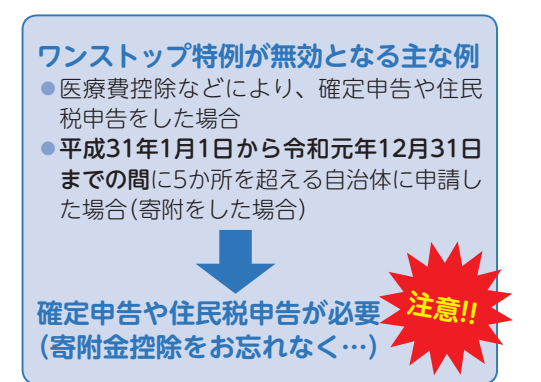 ワンストップ特例が無効となる主な例
●医療費控除などにより、確定申告や住民
税申告をした場合
●平成31年1月1日から令和元年12月31日
までの間に5か所を超える自治体に申請し
た場合(寄附をした場合)
確定申告や住民税申告が必要
(寄附金控除をお忘れなく…)
注意!!